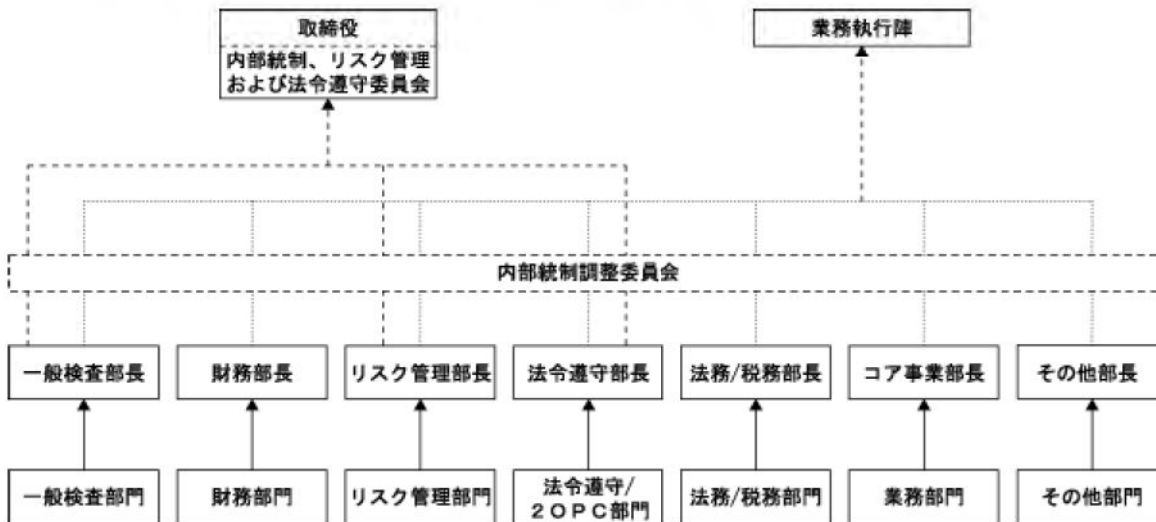 取締役
内部統制、リスク管理
および法令遵守委員会
業務執行陣
内部統制調整委員会
一般検査部長
財務部長
リスク管理部長
法令遵守部長
法務/税務部長
コア事業部長
その他部長
一般検査部門
財務部門
リスク管理部門
法令遵守/
2OPC部門
法務/税務部門
業務部門
その他部門